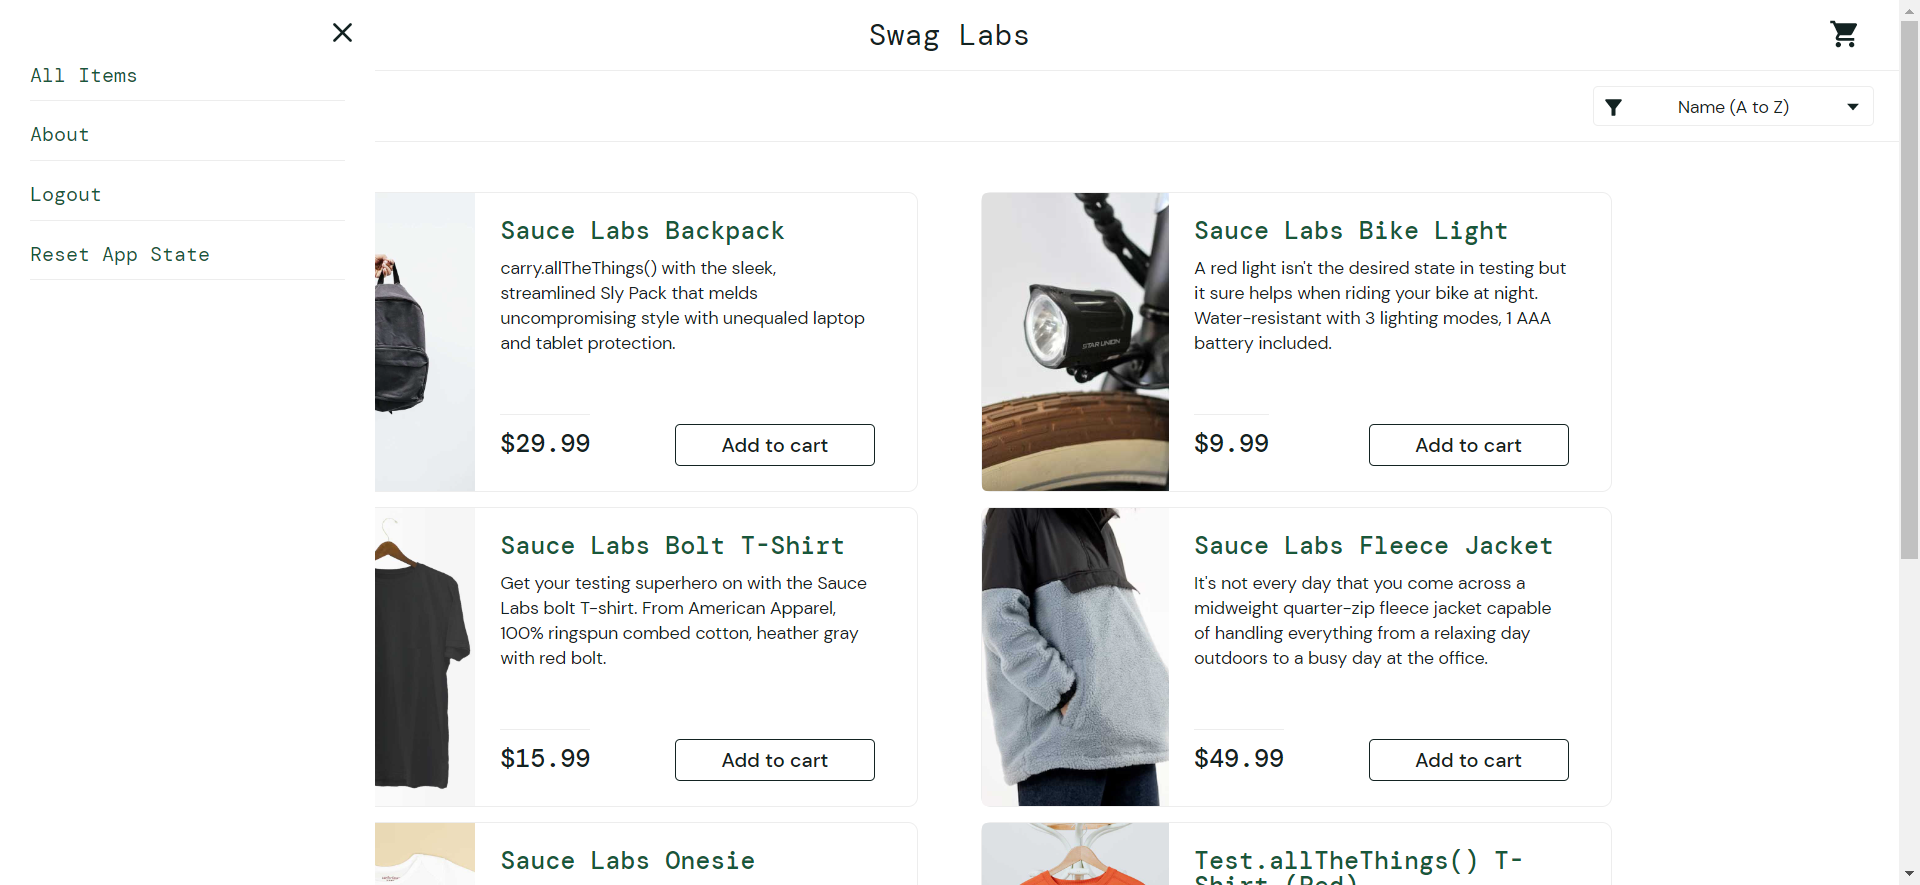 All Items
About
Logout
Reset App State
Swag Labs
Name (A to Z)
Sauce Labs Backpack
carry.allTheThings() with the sleek,
streamlined Sly Pack that melds
uncompromising style with unequaled laptop
and tablet protection.
$29.99
Add to cart
STAR UNION
Sauce Labs Bike Light
A red light isn't the desired state in testing but
it sure helps when riding your bike at night.
Water-resistant with 3 lighting modes, 1 AAA
battery included.
$9.99
Add to cart
Sauce Labs Bolt T-Shirt
Get your testing superhero on with the Sauce
Labs bolt T-shirt. From American Apparel,
100% ringspun combed cotton, heather gray
with red bolt.
$15.99
Add to cart
Sauce Labs Fleece Jacket
It's not every day that you come across a
midweight quarter-zip fleece jacket capable
of handling everything from a relaxing day
outdoors to a busy day at the office.
$49.99
Add to cart
Sauce Labs Onesie
Test.allTheThings() T-
Shirt (Red)